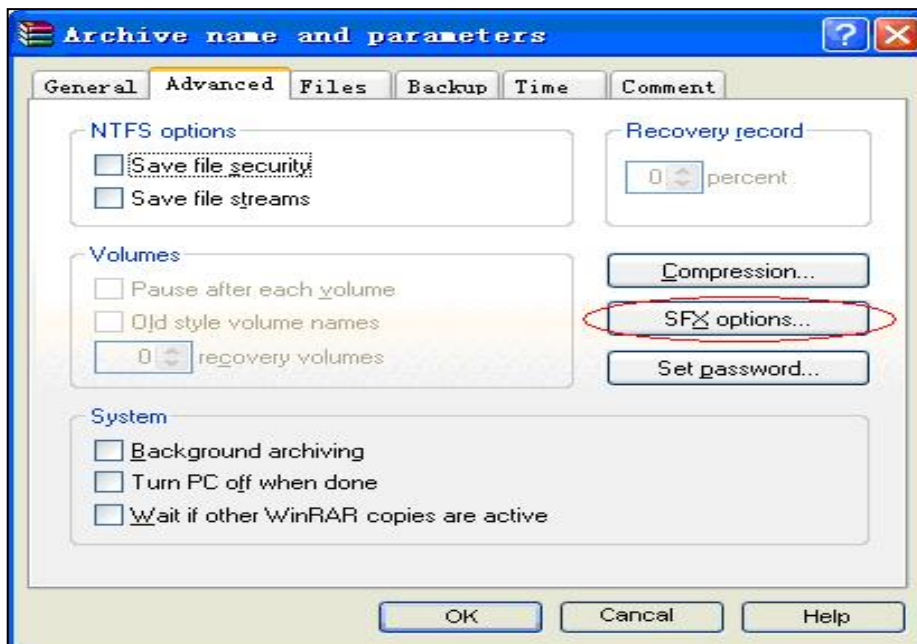 Archive name and parameters
General Advanced Files Backup Time Comment
NTFS options
Save file security
Save file streams
Recovery record
0 percent
Volumes
Pause after each volume
Old style volume names
0 recovery volumes
Compression...
SFX options...
Set password...
System
Background archiving
Turn PC off when done
Wait if other WinRAR copies are active
OK Cancal Help